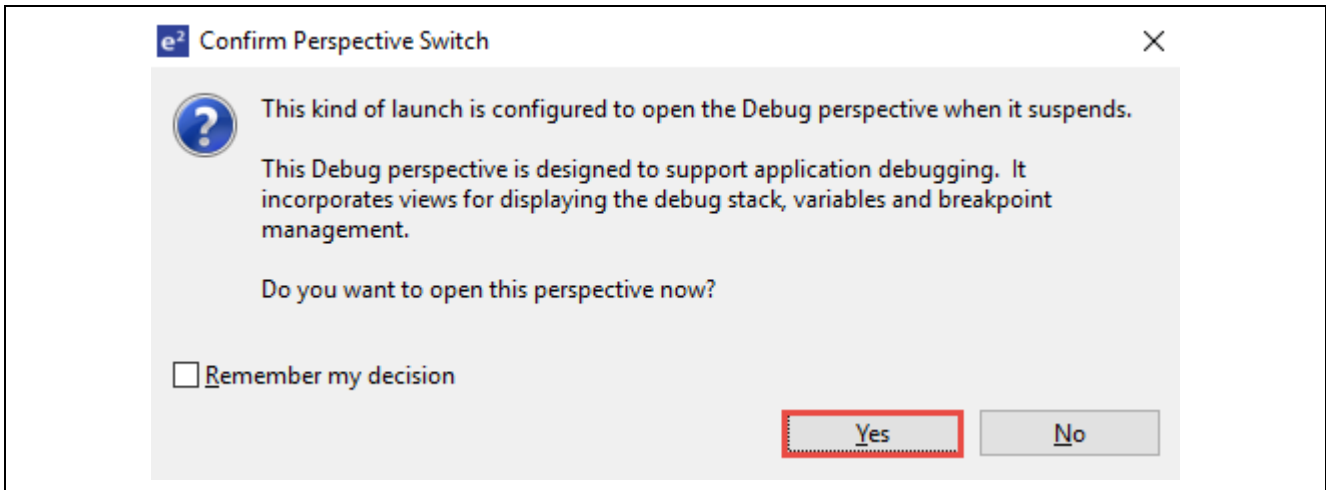 e² Confirm Perspective Switch
This kind of launch is configured to open the Debug perspective when it suspends.
This Debug perspective is designed to support application debugging.  It
incorporates views for displaying the debug stack, variables and breakpoint
management.
Do you want to open this perspective now?
Remember my decision
Yes No